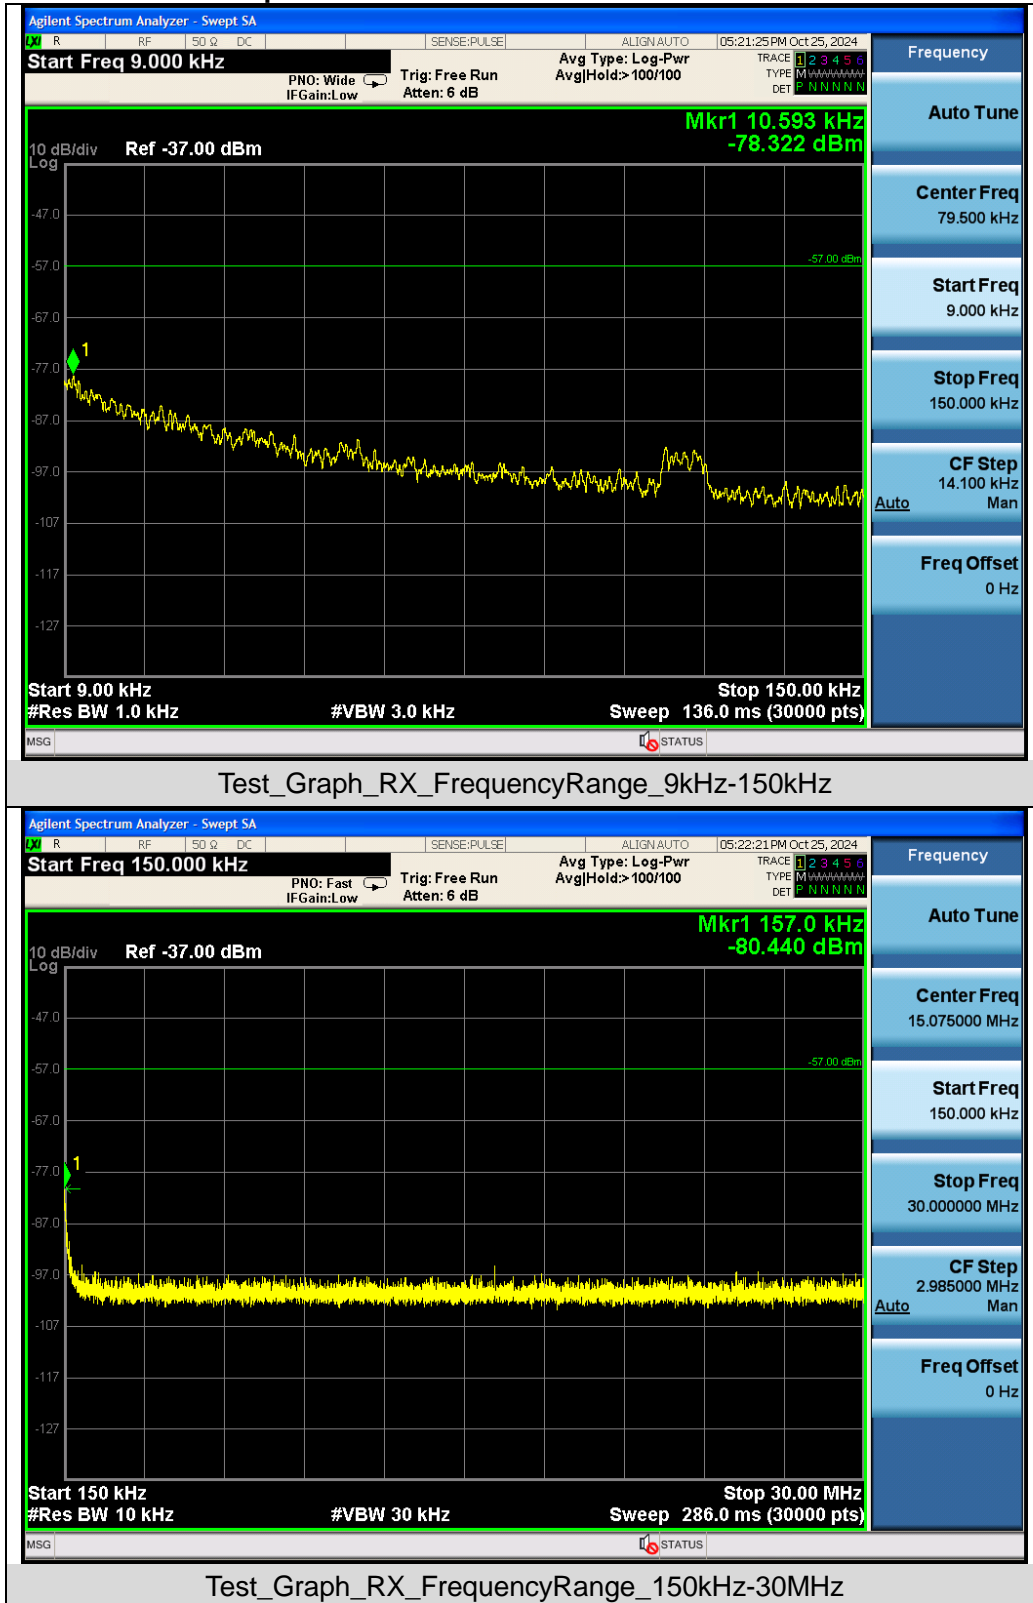 Agilent Spectrum Analyzer - Swept SA
LXI R RF 50 Ω DC SENSE:PULSE ALIGN AUTO 05:21:25 PM Oct 25, 2024
Start Freq 9.000 kHz
PNO: Wide
IFGain:Low
Trig: Free Run
Atten: 6 dB
Avg Type: Log-Pwr
Avg|Hold:>100/100
TRACE 1 2 3 4 5 6
TYPE M
DET P N N N N N
Mkr1 10.593 kHz
-78.322 dBm
10 dB/div Ref -37.00 dBm
Log
-47.0
-57.0
-57.00 dBm
-67.0
1
-77.0
-87.0
-97.0
-107
-117
-127
Start 9.00 kHz Stop 150.00 kHz
#Res BW 1.0 kHz #VBW 3.0 kHz Sweep 136.0 ms (30000 pts)
MSG STATUS
Frequency
Auto Tune
Center Freq
79.500 kHz
Start Freq
9.000 kHz
Stop Freq
150.000 kHz
CF Step
14.100 kHz
Auto Man
Freq Offset
0 Hz
Test_Graph_RX_FrequencyRange_9kHz-150kHz
Agilent Spectrum Analyzer - Swept SA
LXI R RF 50 Ω DC SENSE:PULSE ALIGN AUTO 05:22:21 PM Oct 25, 2024
Start Freq 150.000 kHz
PNO: Fast
IFGain:Low
Trig: Free Run
Atten: 6 dB
Avg Type: Log-Pwr
Avg|Hold:>100/100
TRACE 1 2 3 4 5 6
TYPE M
DET P N N N N N
Mkr1 157.0 kHz
-80.440 dBm
10 dB/div Ref -37.00 dBm
Log
-47.0
-57.0
-57.00 dBm
-67.0
1
-77.0
-87.0
-97.0
-107
-117
-127
Start 150 kHz Stop 30.00 MHz
#Res BW 10 kHz #VBW 30 kHz Sweep 286.0 ms (30000 pts)
MSG STATUS
Frequency
Auto Tune
Center Freq
15.075000 MHz
Start Freq
150.000 kHz
Stop Freq
30.000000 MHz
CF Step
2.985000 MHz
Auto Man
Freq Offset
0 Hz
Test_Graph_RX_FrequencyRange_150kHz-30MHz